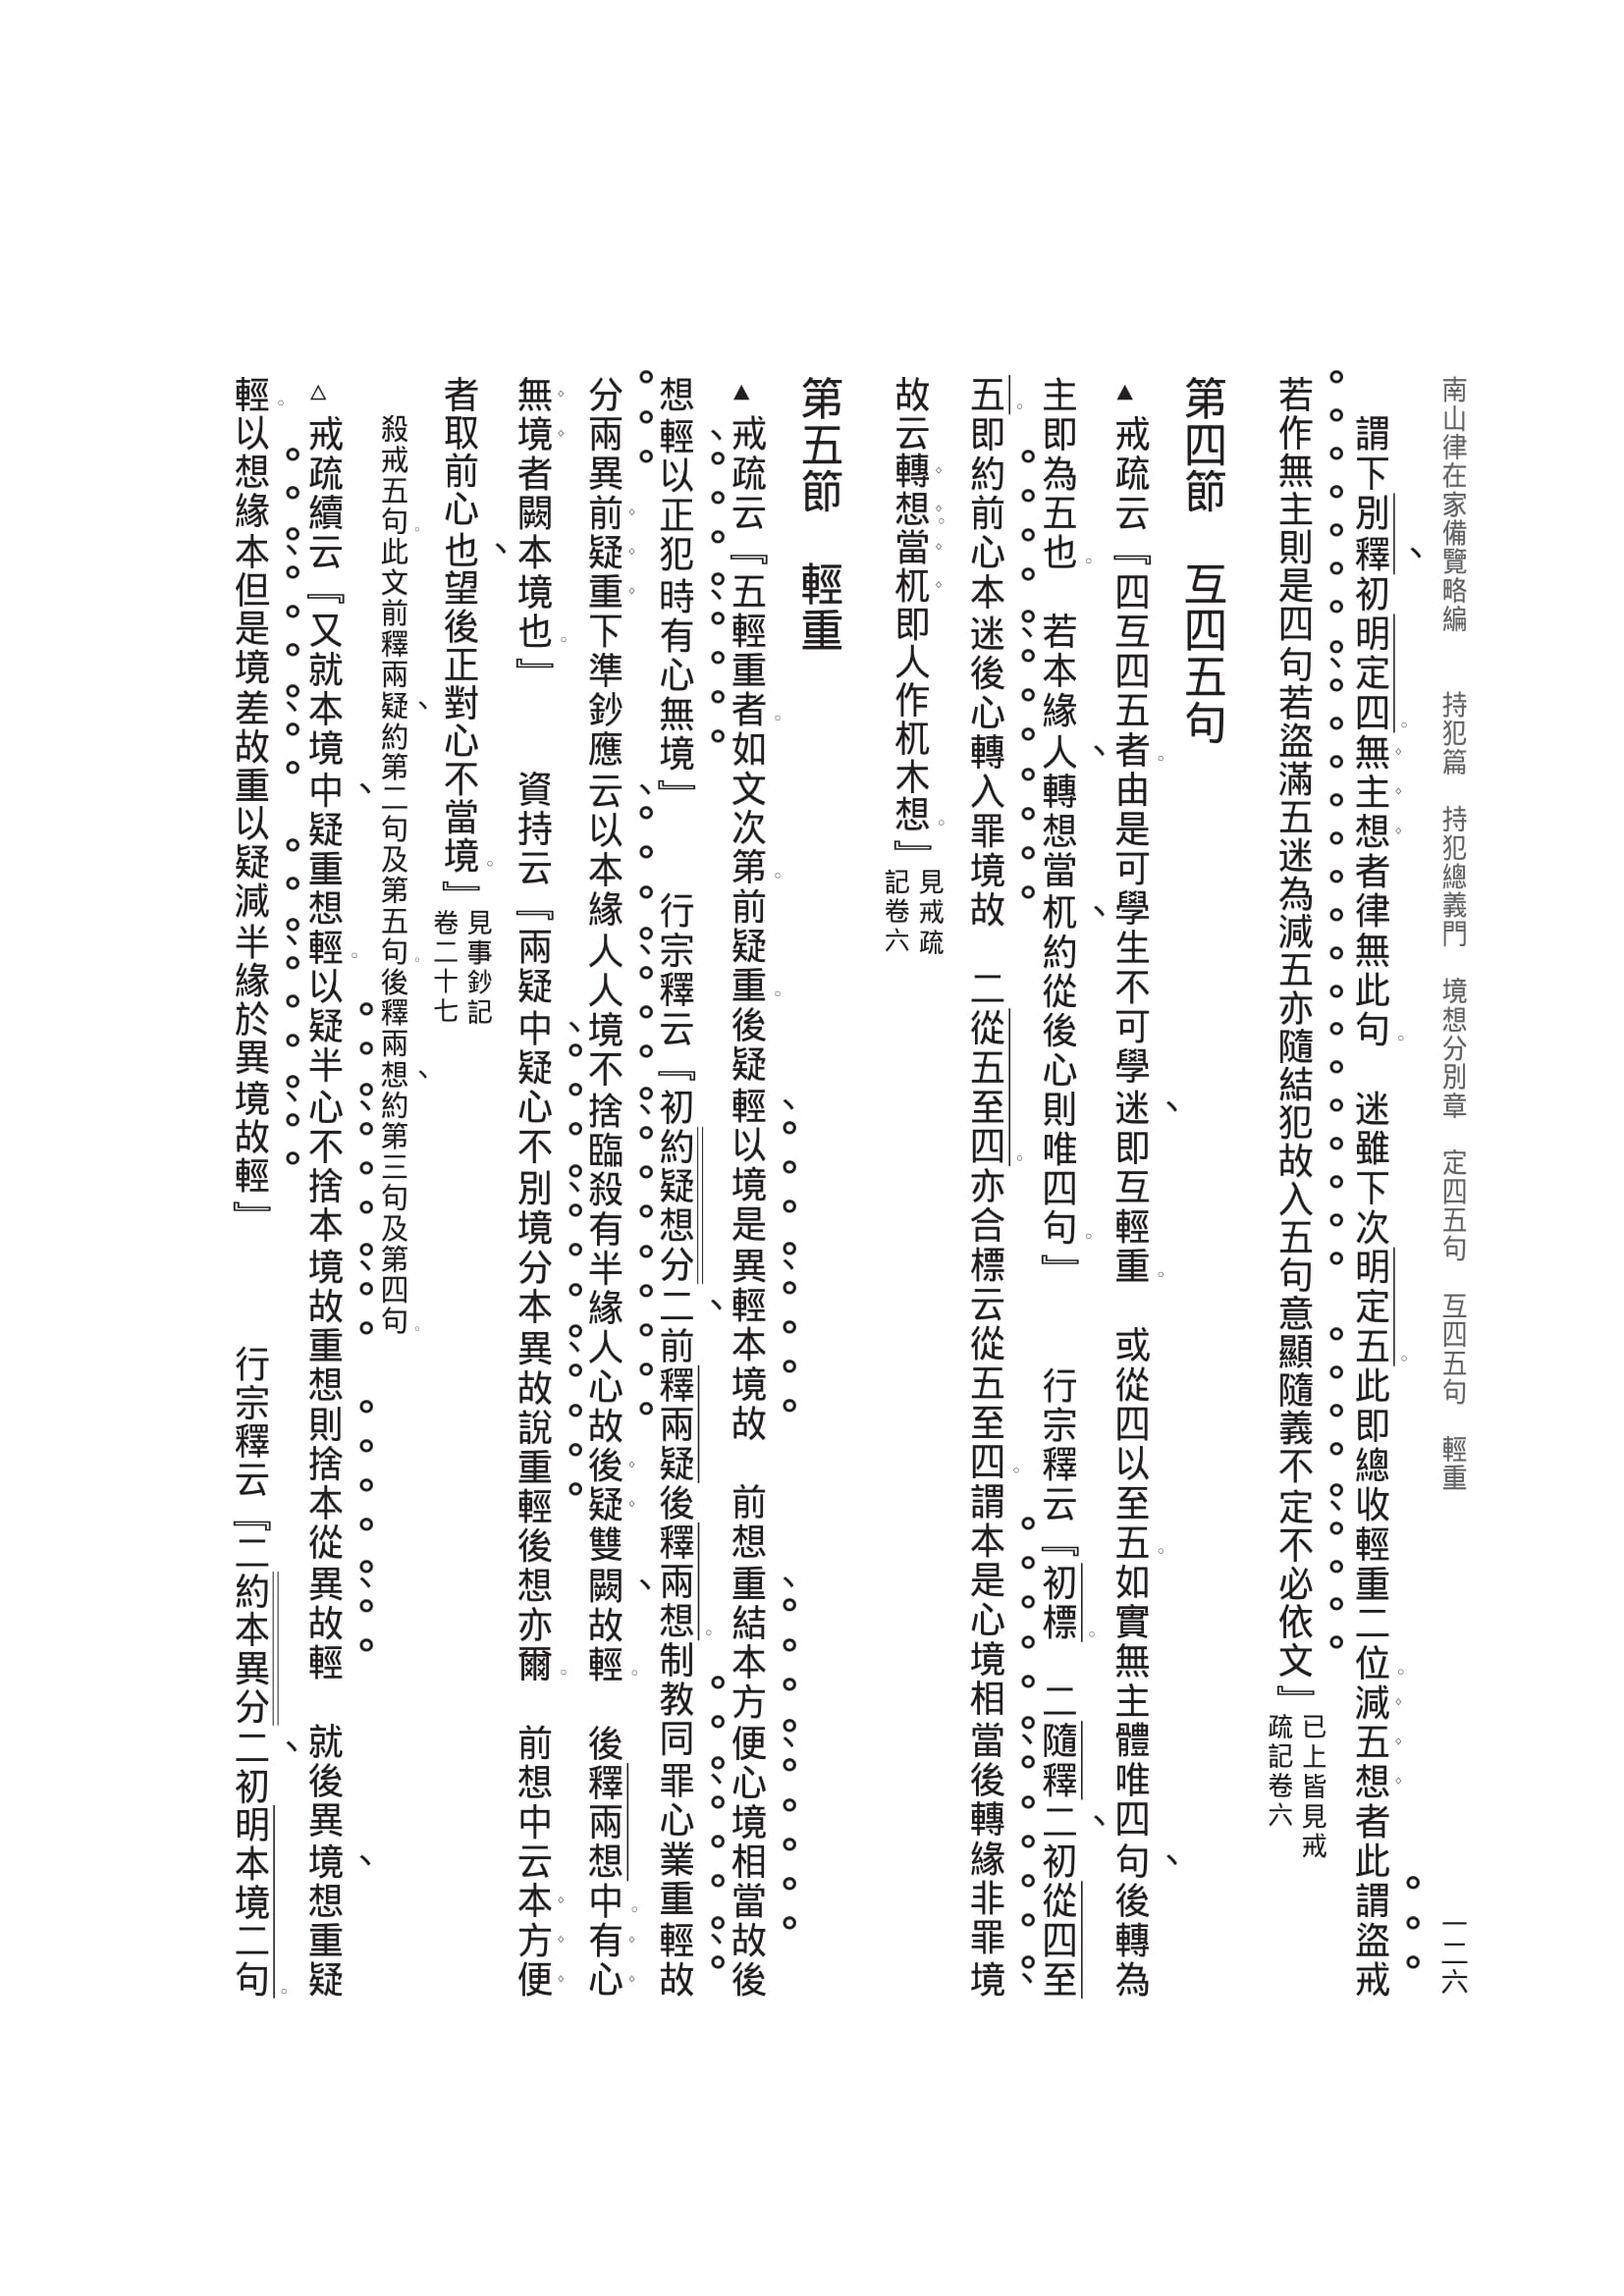 南山律在家備覽略編　持犯篇　持犯總義門　境想分別章　定四五句　互四五句　輕重
一二六
謂下別釋初明定四無主想者律無此句　迷雖下次明定五此即總收輕重二位減五想者此謂盜戒
若作無主則是四句若盜滿五迷為減五亦隨結犯故入五句意顯隨義不定不必依文』已上皆見戒疏記卷六
第四節　互四五句
▲戒疏云『四互四五者由是可學生不可學迷即互輕重　或從四以至五如實無主體唯四句後轉為
主即為五也　若本緣人轉想當杌約從後心則唯四句』　行宗釋云『初標　二隨釋二初從四至
五即約前心本迷後心轉入罪境故　二從五至四亦合標云從五至四謂本是心境相當後轉緣非罪境
故云轉想當杌即人作杌木想』見戒疏記卷六
第五節　輕重
▲戒疏云『五輕重者如文次第前疑重後疑輕以境是異輕本境故　前想重結本方便心境相當故後
想輕以正犯時有心無境』　行宗釋云『初約疑想分二前釋兩疑後釋兩想制教同罪心業重輕故
分兩異前疑重下準鈔應云以本緣人人境不捨臨殺有半緣人心故後疑雙闕故輕　後釋兩想中有心
無境者闕本境也』　資持云『兩疑中疑心不別境分本異故說重輕後想亦爾　前想中云本方便
者取前心也望後正對心不當境』見事鈔記卷二十七
殺戒五句此文前釋兩疑約第二句及第五句後釋兩想約第三句及第四句
△戒疏續云『又就本境中疑重想輕以疑半心不捨本境故重想則捨本從異故輕　就後異境想重疑
輕以想緣本但是境差故重以疑減半緣於異境故輕』　行宗釋云『二約本異分二初明本境二句